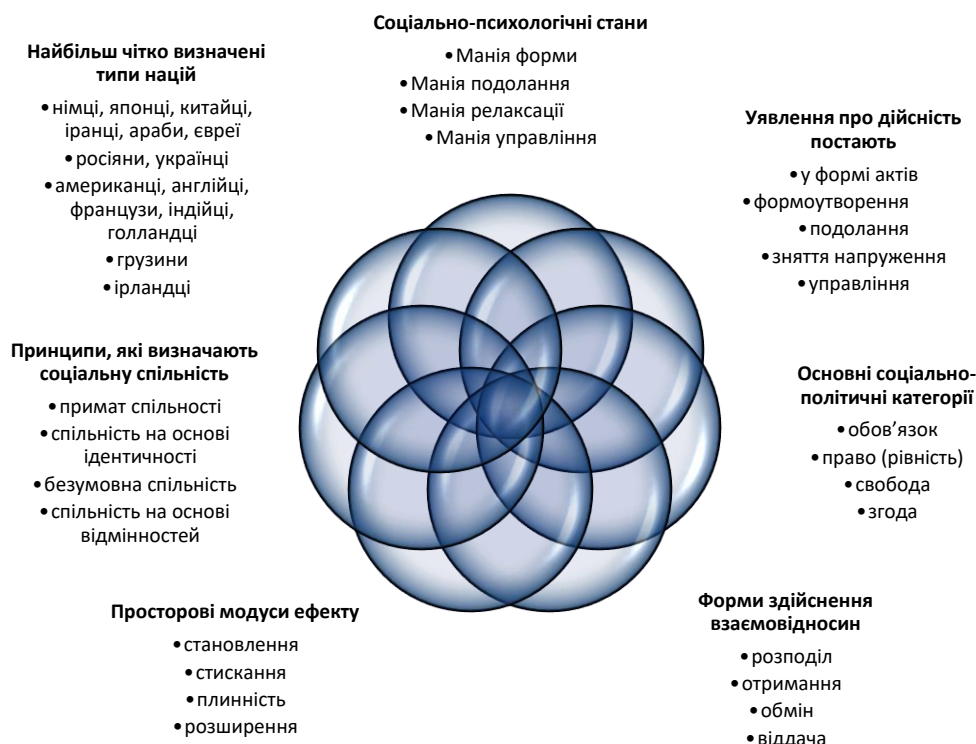 Соціально-психологічні стани
•Манія форми
•Манія подолання
•Манія релаксації
•Манія управління
Уявлення про дійсність
постають
•у формі актів
•формоутворення
•подолання
•зняття напруження
•управління
Основні соціально-
політичні категорії
•обов’язок
•право (рівність)
•свобода
•згода
Форми здійснення
взаємовідносин
•розподіл
•отримання
•обмін
•віддача
Просторові модуси ефекту
•становлення
•стискання
•плинність
•розширення
Принципи, які визначають
соціальну спільність
•примат спільності
•спільність на основі
ідентичності
•безумовна спільність
•спільність на основі
відмінностей
Найбільш чітко визначені
типи націй
•німці, японці, китайці,
іранці, араби, євреї
•росіяни, українці
•американці, англійці,
французи, індійці,
голландці
•грузини
•ірландці